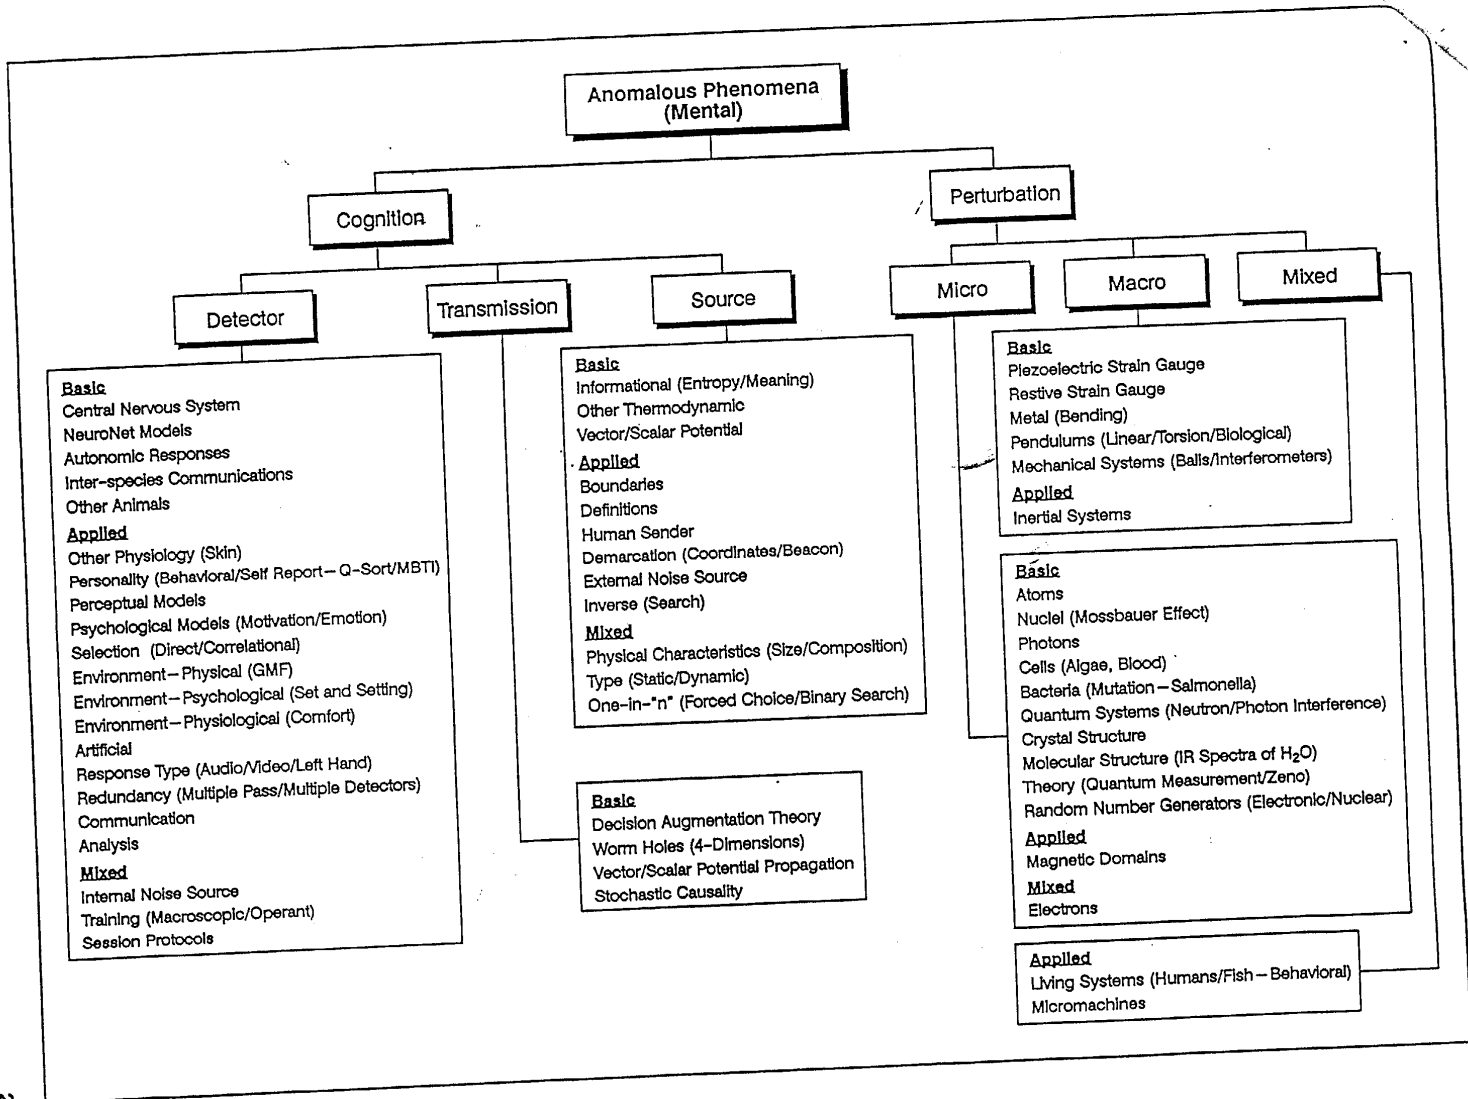 Anomalous Phenomena
(Mental)
Cognition
Perturbation
Detector
Transmission
Source
Micro
Macro
Mixed
Basic
Central Nervous System
NeuroNet Models
Autonomic Responses
Inter-species Communications
Other Animals
Applied
Other Physiology (Skin)
Personality (Behavioral/Self Report—Q-Sort/MBTI)
Perceptual Models
Psychological Models (Motivation/Emotion)
Selection (Direct/Correlational)
Environment—Physical (GMF)
Environment—Psychological (Set and Setting)
Environment—Physiological (Comfort)
Artificial
Response Type (Audio/Video/Left Hand)
Redundancy (Multiple Pass/Multiple Detectors)
Communication
Analysis
Mixed
Internal Noise Source
Training (Macroscopic/Operant)
Session Protocols
Basic
Informational (Entropy/Meaning)
Other Thermodynamic
Vector/Scalar Potential
Applied
Boundaries
Definitions
Human Sender
Demarcation (Coordinates/Beacon)
External Noise Source
Inverse (Search)
Mixed
Physical Characteristics (Size/Composition)
Type (Static/Dynamic)
One-in-"n" (Forced Choice/Binary Search)
Basic
Decision Augmentation Theory
Worm Holes (4-Dimensions)
Vector/Scalar Potential Propagation
Stochastic Causality
Basic
Piezoelectric Strain Gauge
Restive Strain Gauge
Metal (Bending)
Pendulums (Linear/Torsion/Biological)
Mechanical Systems (Balls/Interferometers)
Applied
Inertial Systems
Basic
Atoms
Nuclei (Mossbauer Effect)
Photons
Cells (Algae, Blood)
Bacteria (Mutation—Salmonella)
Quantum Systems (Neutron/Photon Interference)
Crystal Structure
Molecular Structure (IR Spectra of H₂O)
Theory (Quantum Measurement/Zeno)
Random Number Generators (Electronic/Nuclear)
Applied
Magnetic Domains
Mixed
Electrons
Applied
Living Systems (Humans/Fish—Behavioral)
Micromachines